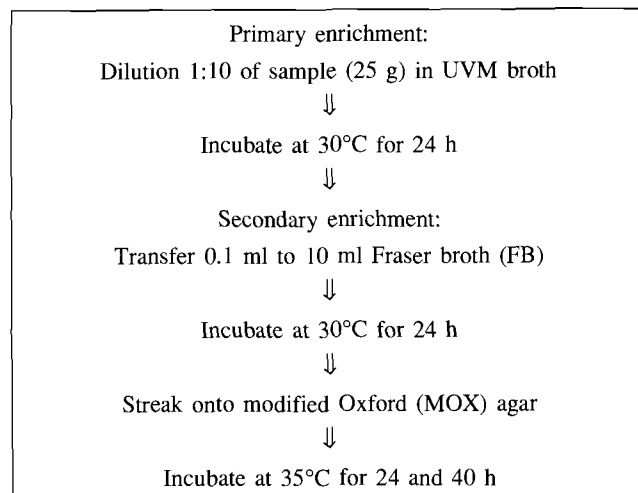 Primary enrichment:
Dilution 1:10 of sample (25 g) in UVM broth
⇓
Incubate at 30°C for 24 h
⇓
Secondary enrichment:
Transfer 0.1 ml to 10 ml Fraser broth (FB)
⇓
Incubate at 30°C for 24 h
⇓
Streak onto modified Oxford (MOX) agar
⇓
Incubate at 35°C for 24 and 40 h